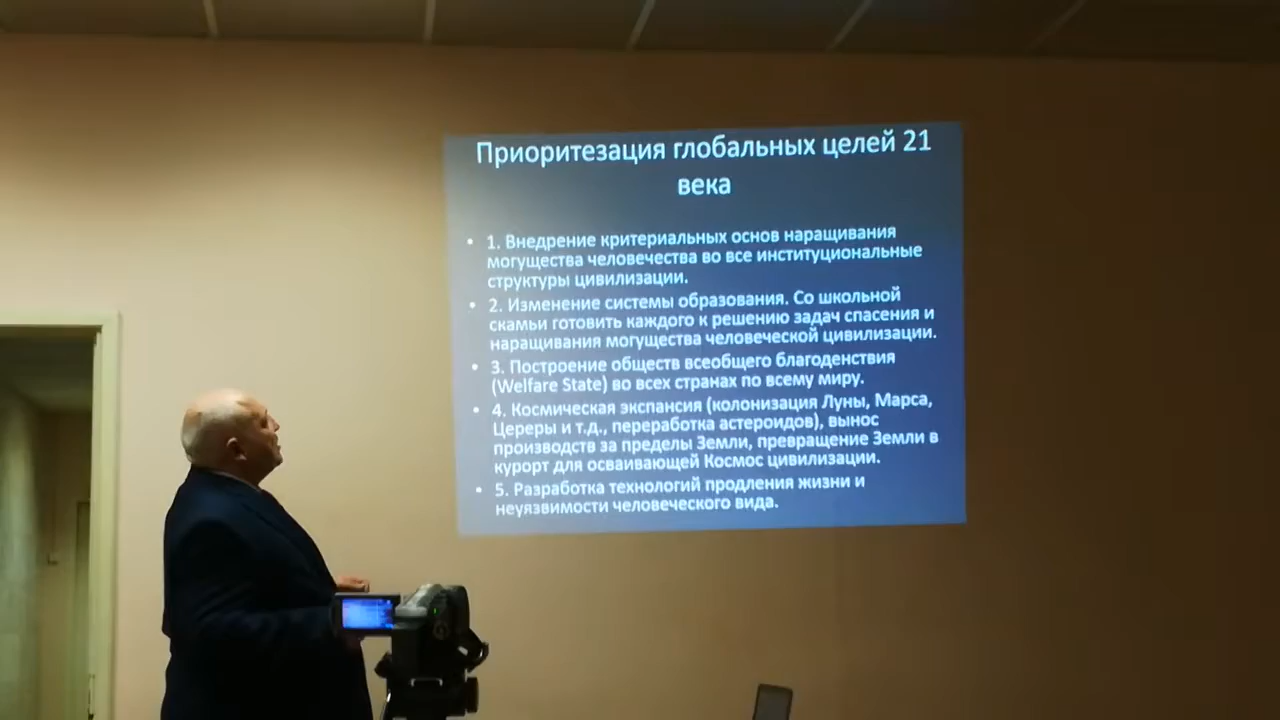 Приоритезация глобальных целей 21
века
• 1. Внедрение критериальных основ наращивания
могущества человечества во все институциональные
структуры цивилизации.
• 2. Изменение системы образования. Со школьной
скамьи готовить каждого к решению задач спасения и
наращивания могущества человеческой цивилизации.
• 3. Построение обществ всеобщего благоденствия
(Welfare State) во всех странах по всему миру.
• 4. Космическая экспансия (колонизация Луны, Марса,
Цереры и т.д., переработка астероидов), вынос
производств за пределы Земли, превращение Земли в
курорт для осваивающей Космос цивилизации.
• 5. Разработка технологий продления жизни и
неуязвимости человеческого вида.